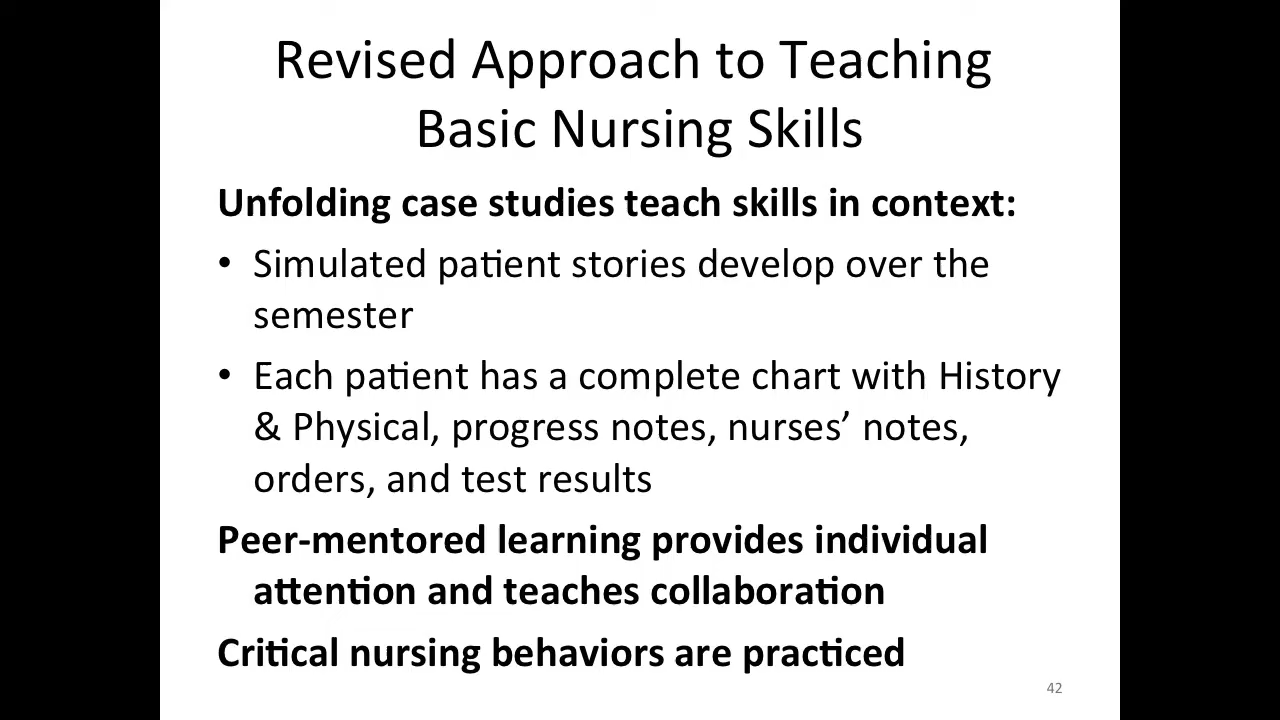 Revised Approach to Teaching
Basic Nursing Skills
Unfolding case studies teach skills in context:
• Simulated patient stories develop over the
semester
• Each patient has a complete chart with History
& Physical, progress notes, nurses’ notes,
orders, and test results
Peer-mentored learning provides individual
attention and teaches collaboration
Critical nursing behaviors are practiced
42